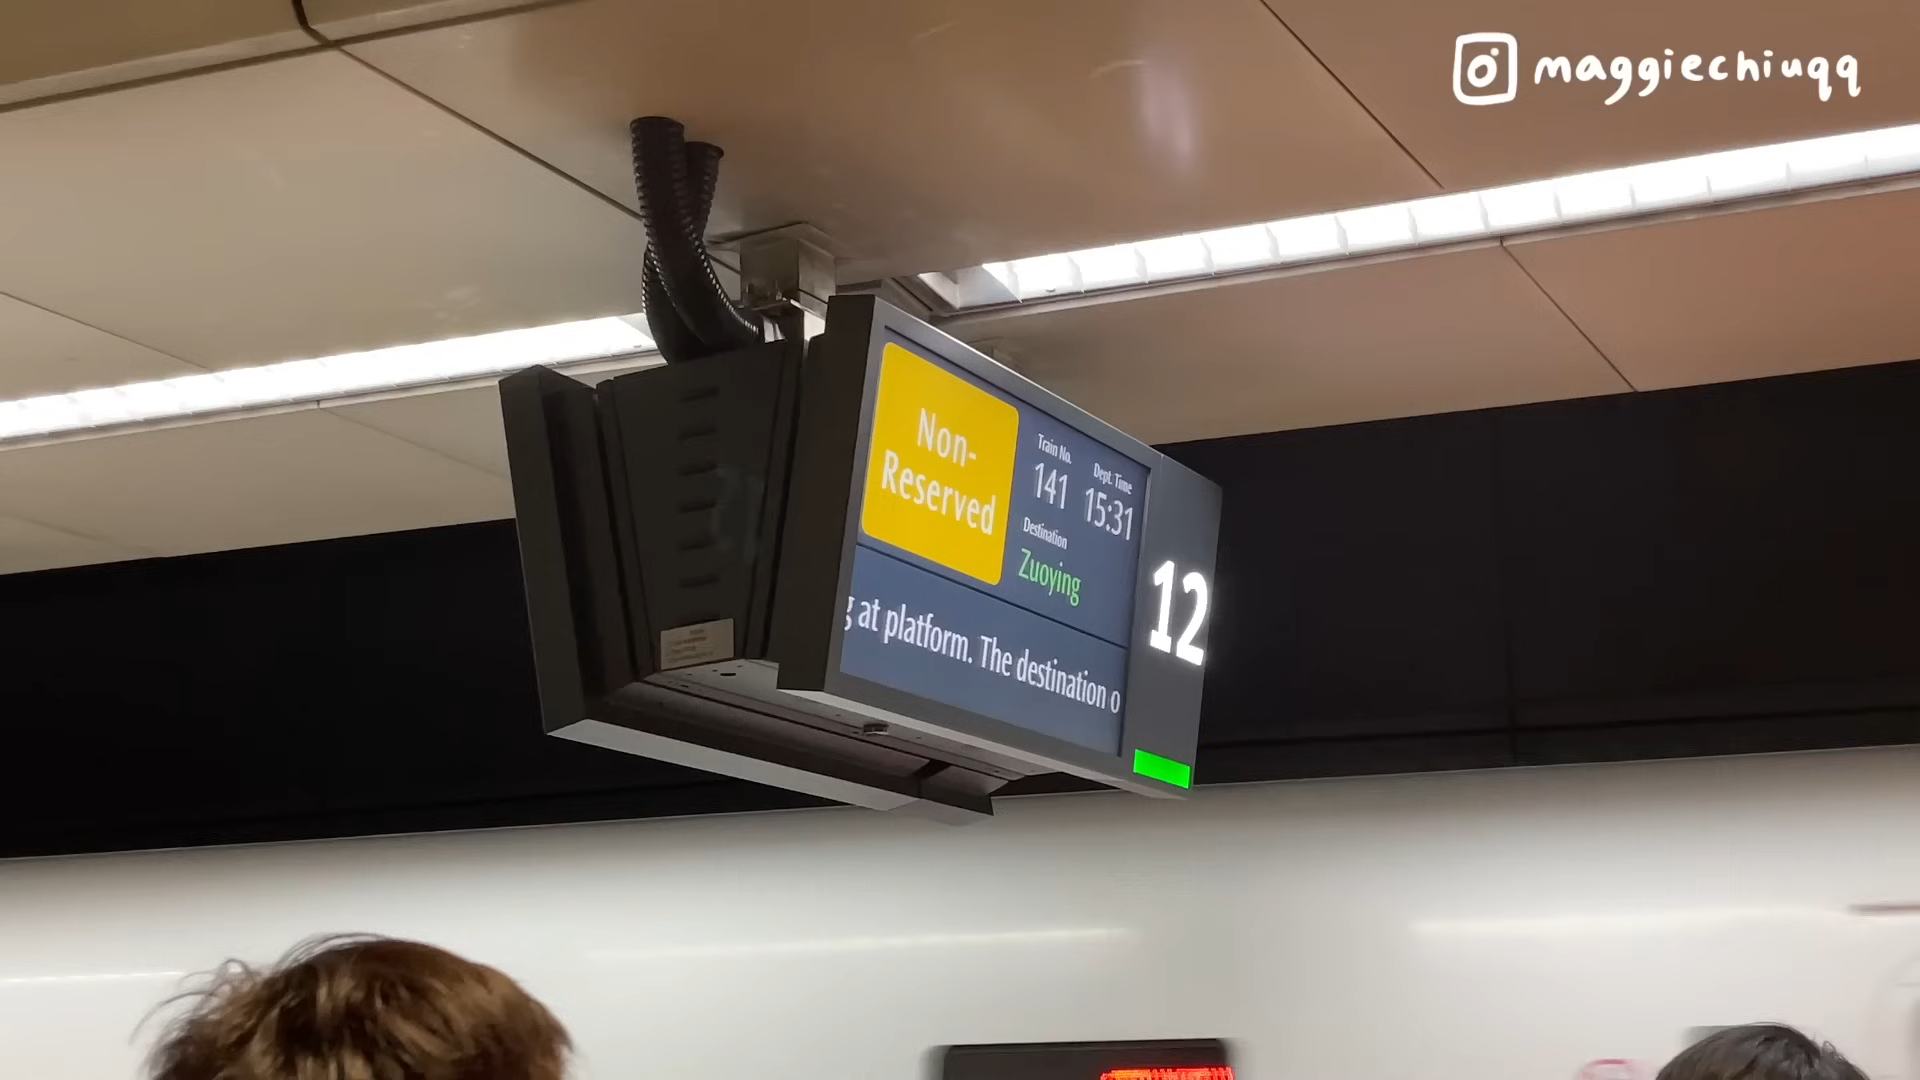 maggiechiuqq
Non-
Reserved
Train No.
141
Dept. Time
15:31
Destination
Zuoying
g at platform. The destination o
12